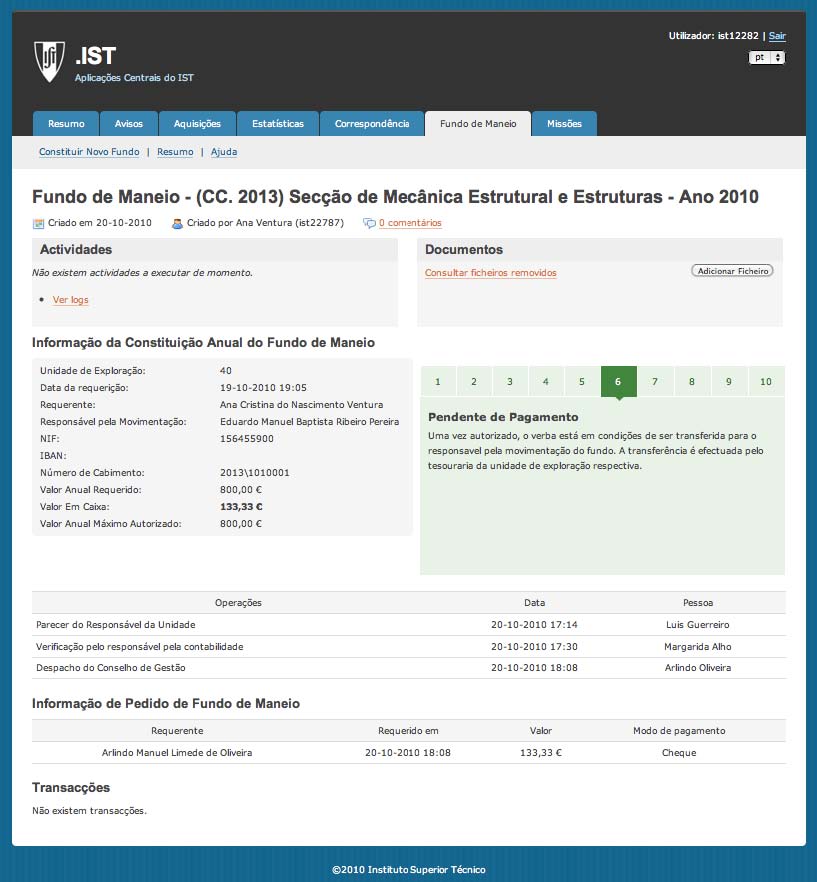 Utilizador: ist12282 | Sair
.IST
Aplicações Centrais do IST
pt
Resumo Avisos Aquisições Estatísticas Correspondência Fundo de Maneio Missões
Constituir Novo Fundo | Resumo | Ajuda
Fundo de Maneio - (CC. 2013) Secção de Mecânica Estrutural e Estruturas - Ano 2010
Criado em 20-10-2010 Criado por Ana Ventura (ist22787) 0 comentários
Actividades
Não existem actividades a executar de momento.
Ver logs
Documentos
Consultar ficheiros removidos Adicionar Ficheiro
Informação da Constituição Anual do Fundo de Maneio
Unidade de Exploração: 40
Data da requerição: 19-10-2010 19:05
Requerente: Ana Cristina do Nascimento Ventura
Responsável pela Movimentação: Eduardo Manuel Baptista Ribeiro Pereira
NIF: 156455900
IBAN:
Número de Cabimento: 2013\1010001
Valor Anual Requerido: 800,00 €
Valor Em Caixa: 133,33 €
Valor Anual Máximo Autorizado: 800,00 €
1 2 3 4 5 6 7 8 9 10
Pendente de Pagamento
Uma vez autorizado, o verba está em condições de ser transferida para o
responsavel pela movimentação do fundo. A transferência é efectuada pelo
tesouraria da unidade de exploração respectiva.
Operações Data Pessoa
Parecer do Responsável da Unidade 20-10-2010 17:14 Luis Guerreiro
Verificação pelo responsável pela contabilidade 20-10-2010 17:30 Margarida Alho
Despacho do Conselho de Gestão 20-10-2010 18:08 Arlindo Oliveira
Informação de Pedido de Fundo de Maneio
Requerente Requerido em Valor Modo de pagamento
Arlindo Manuel Limede de Oliveira 20-10-2010 18:08 133,33 € Cheque
Transacções
Não existem transacções.
©2010 Instituto Superior Técnico